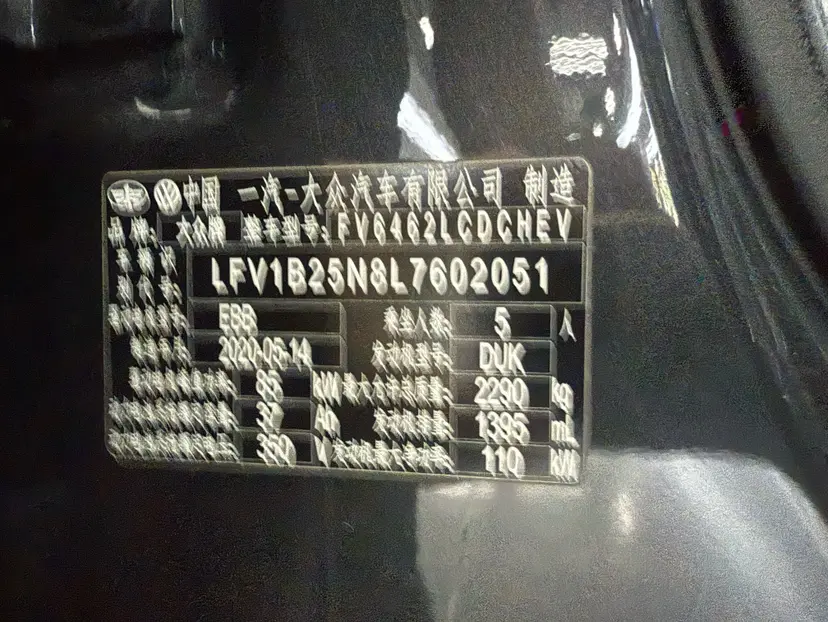 中国 一汽-大众汽车有限公司 制造
品牌: 大众牌 整车型号: FV6462LCDCHEV
LFV1B25N8L7602051
EBB 乘坐人数: 5 人
2020-05-14 发动机型号: DUK
85 kW 最大允许总质量: 2290 kg
37 Ah 发动机排量: 1395 mL
350 V 发动机最大净功率: 110 kW